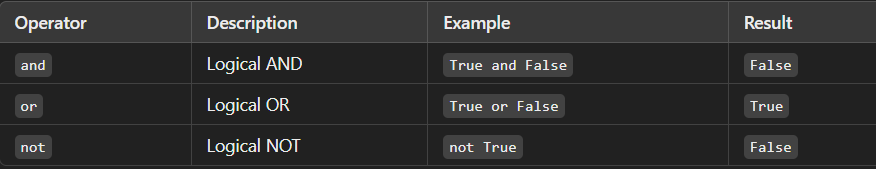 Operator Description Example Result
and Logical AND True and False False
or Logical OR True or False True
not Logical NOT not True False